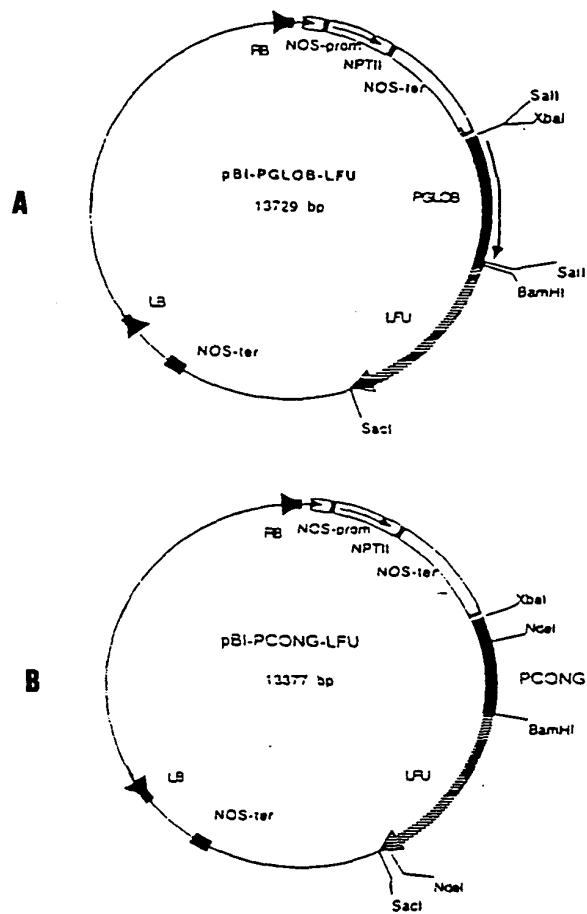 RB
NOS-prom
NPTII
NOS-ter
SalI
XbaI
A
pBI-PGLOB-LFU
13729 bp
PGLOB
SalI
BamHI
LFU
LB
NOS-ter
SacI
RB
NOS-prom
NPTII
NOS-ter
XbaI
NdeI
B
pBI-PCONG-LFU
13377 bp
PCONG
BamHI
LFU
LB
NOS-ter
NdeI
SacI